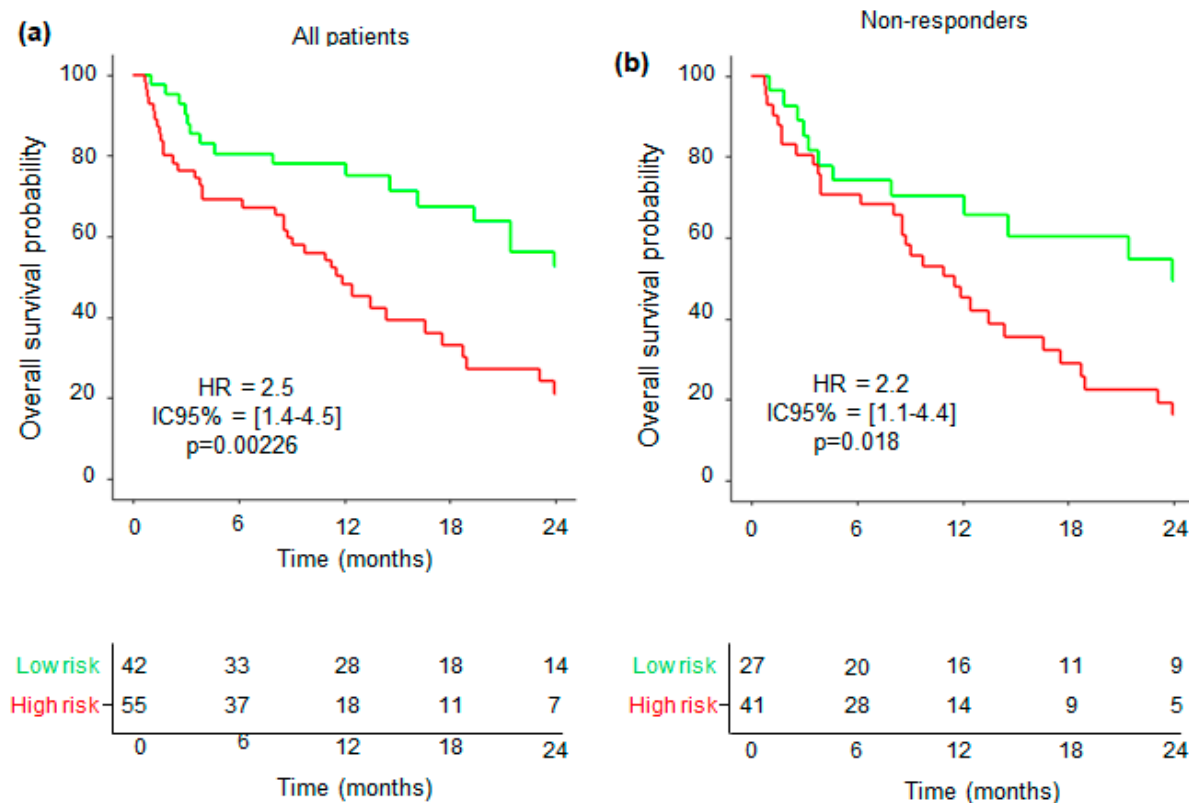 (a)
All patients
Overall survival probability
100
80
60
40
20
0
HR = 2.5
IC95% = [1.4-4.5]
p=0.00226
0 6 12 18 24
Time (months)
Low risk 42 33 28 18 14
High risk 55 37 18 11 7
0 6 12 18 24
Time (months)
Non-responders
(b)
Overall survival probability
100
80
60
40
20
0
HR = 2.2
IC95% = [1.1-4.4]
p=0.018
0 6 12 18 24
Low risk 27 20 16 11 9
High risk 41 28 14 9 5
0 6 12 18 24
Time (months)